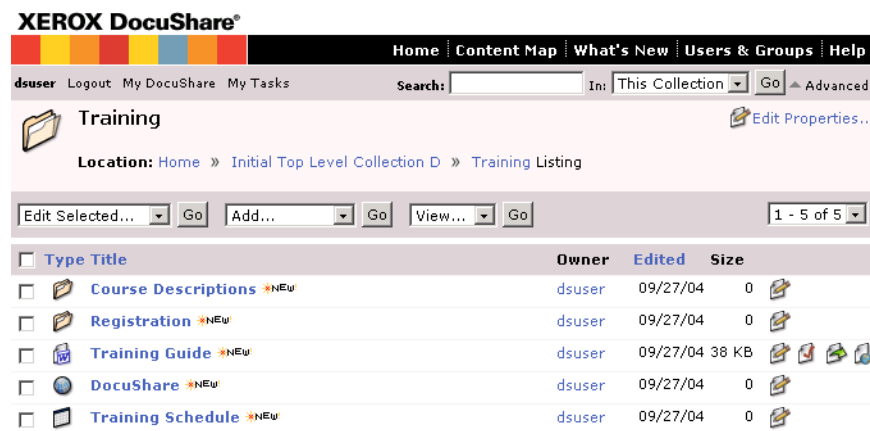 XEROX DocuShare®
Home Content Map What's New Users & Groups Help
dsuser Logout My DocuShare My Tasks Search: In: This Collection Go Advanced
Training Edit Properties..
Location: Home » Initial Top Level Collection D » Training Listing
Edit Selected... Go Add... Go View... Go 1 - 5 of 5
Type Title Owner Edited Size
Course Descriptions NEW dsuser 09/27/04 0
Registration NEW dsuser 09/27/04 0
Training Guide NEW dsuser 09/27/04 38 KB
DocuShare NEW dsuser 09/27/04 0
Training Schedule NEW dsuser 09/27/04 0